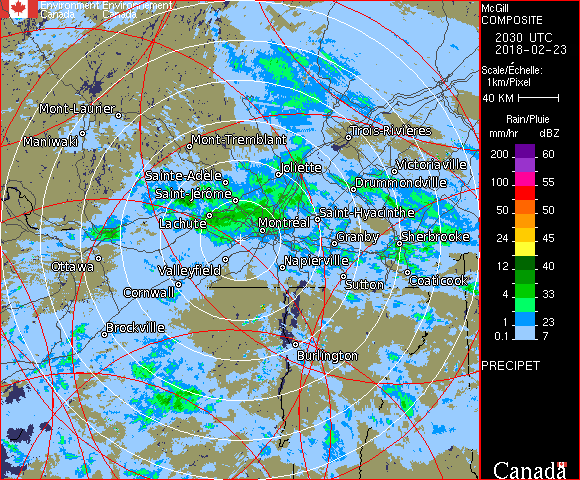 Environment Environnement
Canada Canada
McGill
COMPOSITE
2030 UTC
2018-02-23
Scale/Échelle:
1km/Pixel
40 KM
Rain/Pluie
mm/hr dBZ
200 60
100 55
50 50
24 45
12 40
4 33
1 23
0.1 7
PRECIPET
Canada
Mont-Laurier
Maniwaki
Mont-Tremblant
Trois-Rivières
Victoriaville
Joliette
Sainte-Adele
Drummondville
Saint-Jérome
Saint-Hyacinthe
Lachute
Montréal
Granby
Sherbrooke
Ottawa
Valleyfield
Napierville
Coaticook
Sutton
Cornwall
Brockville
Burlington